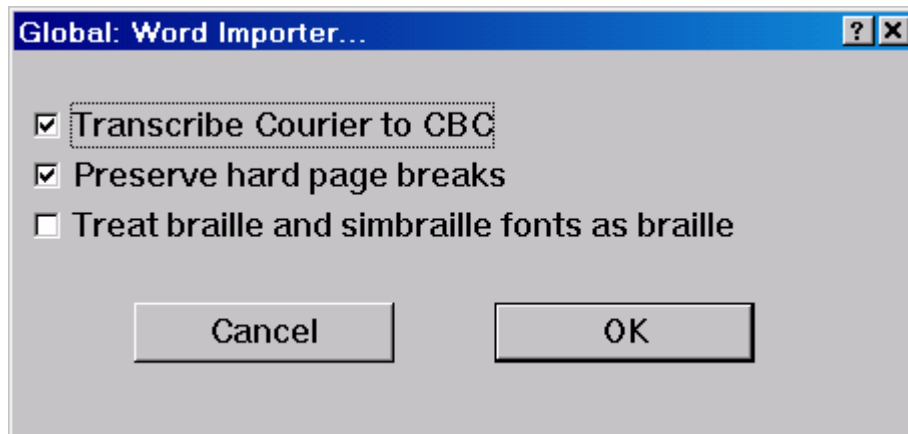 Global: Word Importer...
Transcribe Courier to CBC
Preserve hard page breaks
Treat braille and simbraille fonts as braille
Cancel OK